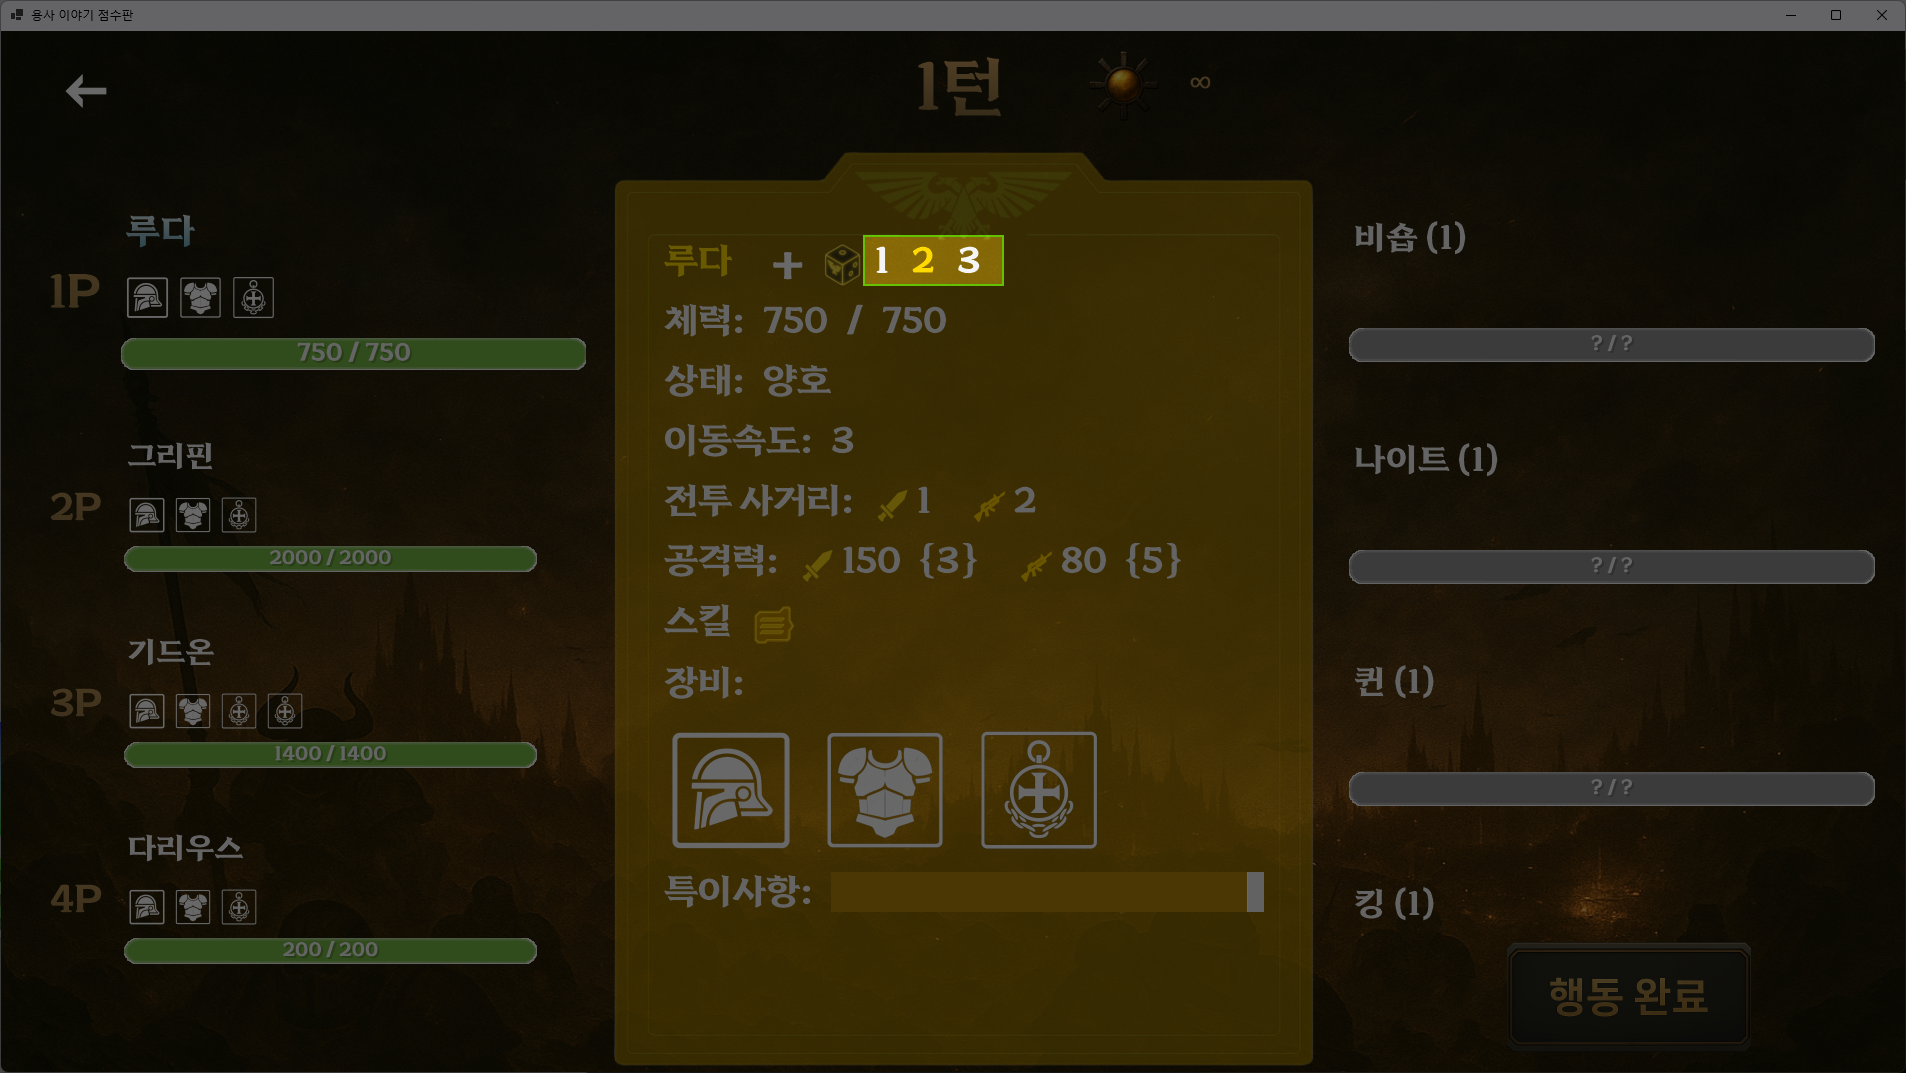 용사 이야기 점수판
1턴
∞
루다
1P
750 / 750
그리핀
2P
2000 / 2000
기드온
3P
1400 / 1400
다리우스
4P
200 / 200
루다 + 1 2 3
체력: 750 / 750
상태: 양호
이동속도: 3
전투 사거리: 1 2
공격력: 150 {3} 80 {5}
스킬
장비:
특이사항:
비숍 (1)
? / ?
나이트 (1)
? / ?
퀸 (1)
? / ?
킹 (1)
행동 완료